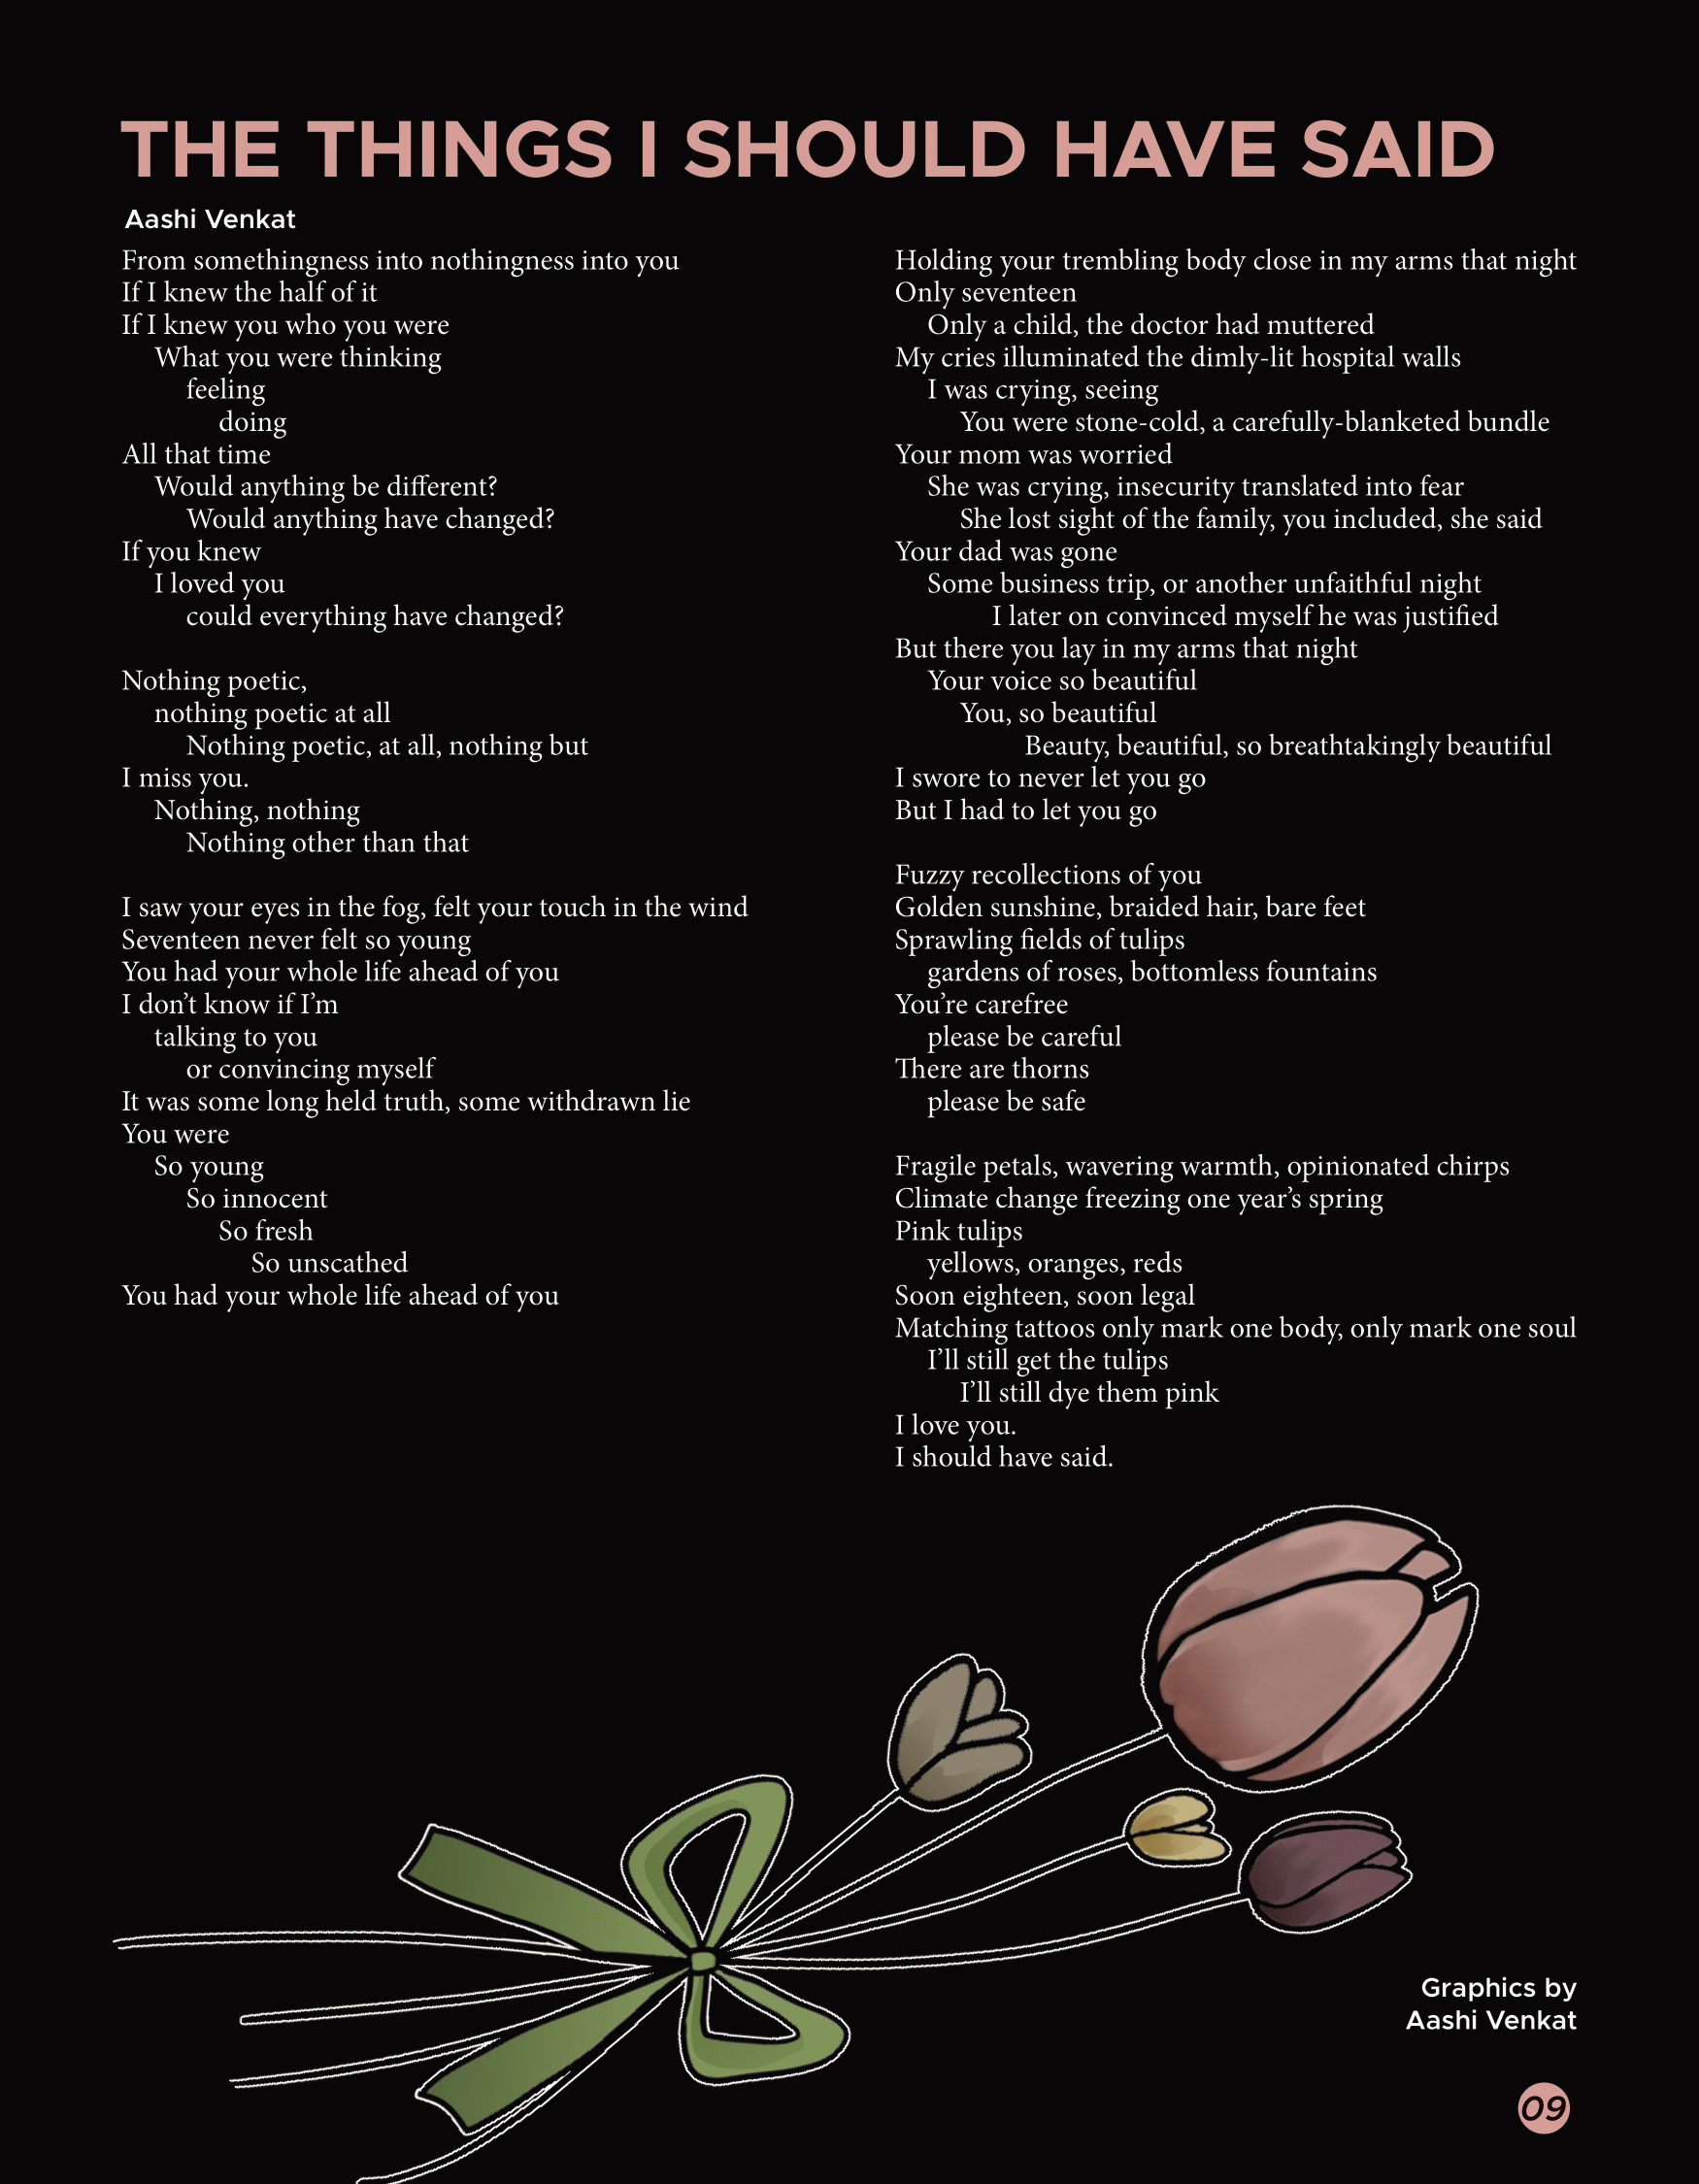 THE THINGS I SHOULD HAVE SAID
Aashi Venkat
From somethingness into nothingness into you
If I knew the half of it
If I knew you who you were
What you were thinking
feeling
doing
All that time
Would anything be different?
Would anything have changed?
If you knew
I loved you
could everything have changed?

Nothing poetic,
nothing poetic at all
Nothing poetic, at all, nothing but
I miss you.
Nothing, nothing
Nothing other than that

I saw your eyes in the fog, felt your touch in the wind
Seventeen never felt so young
You had your whole life ahead of you
I don’t know if I’m
talking to you
or convincing myself
It was some long held truth, some withdrawn lie
You were
So young
So innocent
So fresh
So unscathed
You had your whole life ahead of you

Holding your trembling body close in my arms that night
Only seventeen
Only a child, the doctor had muttered
My cries illuminated the dimly-lit hospital walls
I was crying, seeing
You were stone-cold, a carefully-blanketed bundle
Your mom was worried
She was crying, insecurity translated into fear
She lost sight of the family, you included, she said
Your dad was gone
Some business trip, or another unfaithful night
I later on convinced myself he was justified
But there you lay in my arms that night
Your voice so beautiful
You, so beautiful
Beauty, beautiful, so breathtakingly beautiful
I swore to never let you go
But I had to let you go

Fuzzy recollections of you
Golden sunshine, braided hair, bare feet
Sprawling fields of tulips
gardens of roses, bottomless fountains
You’re carefree
please be careful
There are thorns
please be safe

Fragile petals, wavering warmth, opinionated chirps
Climate change freezing one year’s spring
Pink tulips
yellows, oranges, reds
Soon eighteen, soon legal
Matching tattoos only mark one body, only mark one soul
I’ll still get the tulips
I’ll still dye them pink
I love you.
I should have said.

Graphics by
Aashi Venkat
09